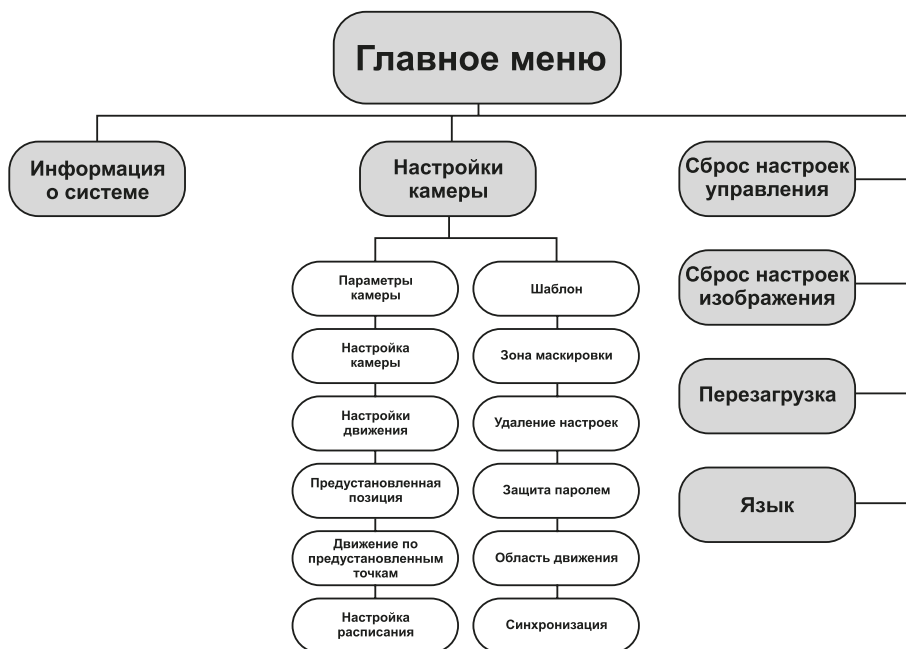 Главное меню
Информация
о системе
Настройки
камеры
Параметры
камеры
Настройка
камеры
Настройки
движения
Предустановленная
позиция
Движение по
предустановленным
точкам
Настройка
расписания
Шаблон
Зона маскировки
Удаление настроек
Защита паролем
Область движения
Синхронизация
Сброс настроек
управления
Сброс настроек
изображения
Перезагрузка
Язык